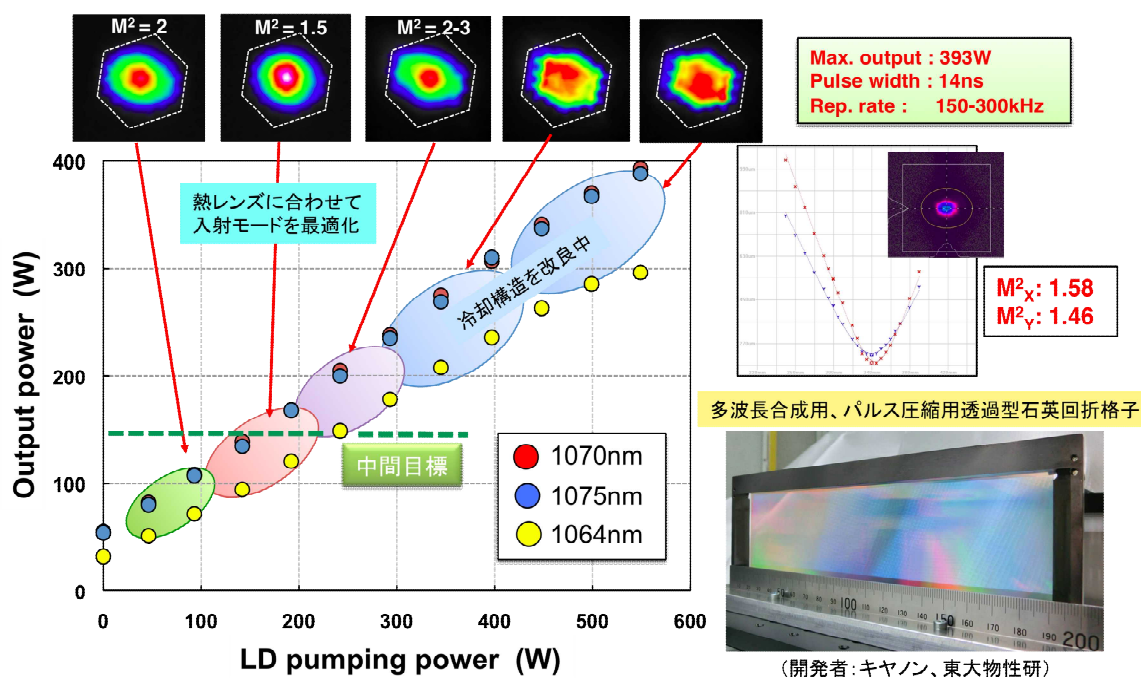 M² = 2
M² = 1.5
M² = 2-3
Max. output : 393W
Pulse width : 14ns
Rep. rate : 150-300kHz
400
300
200
100
0
Output power (W)
熱レンズに合わせて
入射モードを最適化
冷却構造を改良中
中間目標
1070nm
1075nm
1064nm
0
100
200
300
400
500
600
LD pumping power (W)
M²X: 1.58
M²Y: 1.46
多波長合成用、パルス圧縮用透過型石英回折格子
100
150
190
200
(開発者:キヤノン、東大物性研)